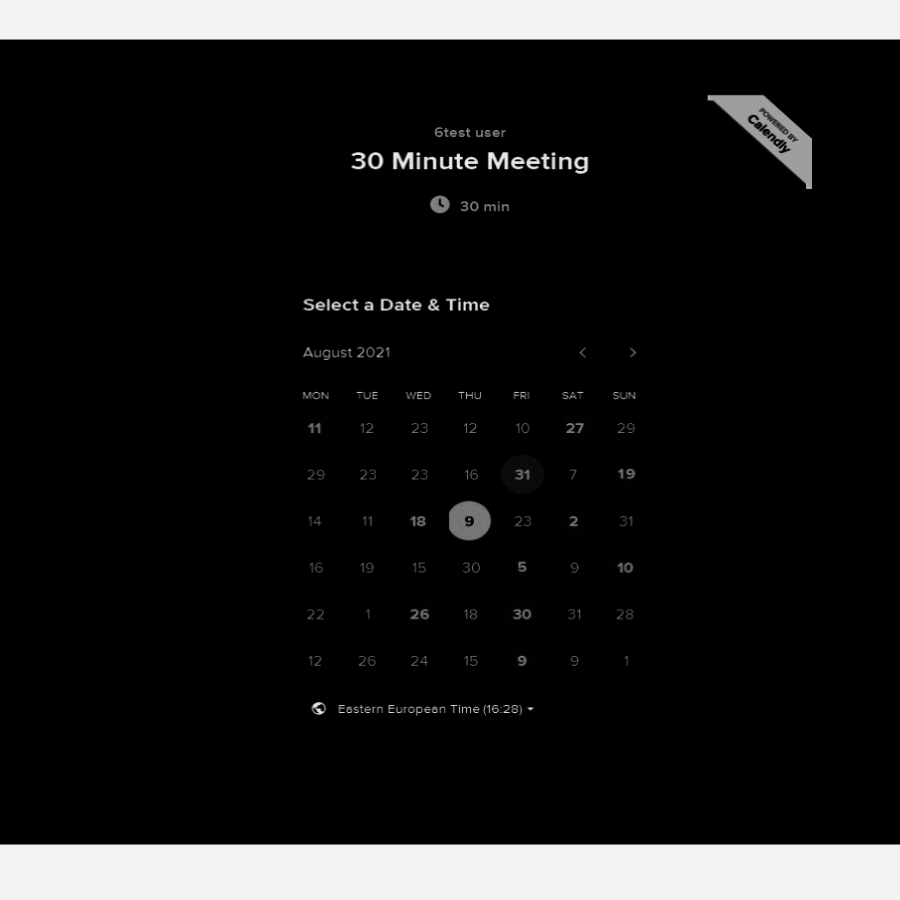 POWERED BY
Calendly
6test user
30 Minute Meeting
30 min
Select a Date & Time
August 2021
MON TUE WED THU FRI SAT SUN
11 12 23 12 10 27 29
29 23 23 16 31 7 19
14 11 18 9 23 2 31
16 19 15 30 5 9 10
22 1 26 18 30 31 28
12 26 24 15 9 9 1
Eastern European Time (16:28)